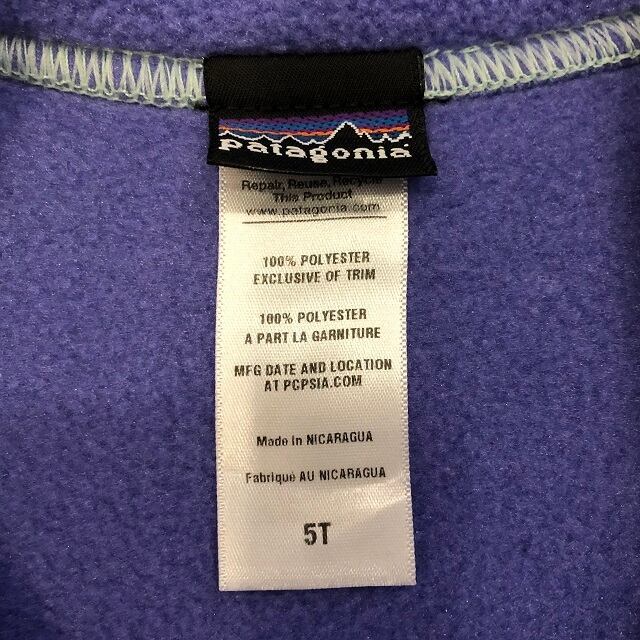 patagonia
Repair, Reuse, Recycle
This Product
www.patagonia.com
100% POLYESTER
EXCLUSIVE OF TRIM
100% POLYESTER
A PART LA GARNITURE
MFG DATE AND LOCATION
AT PCPSIA.COM
Made in NICARAGUA
Fabriqué AU NICARAGUA
5T